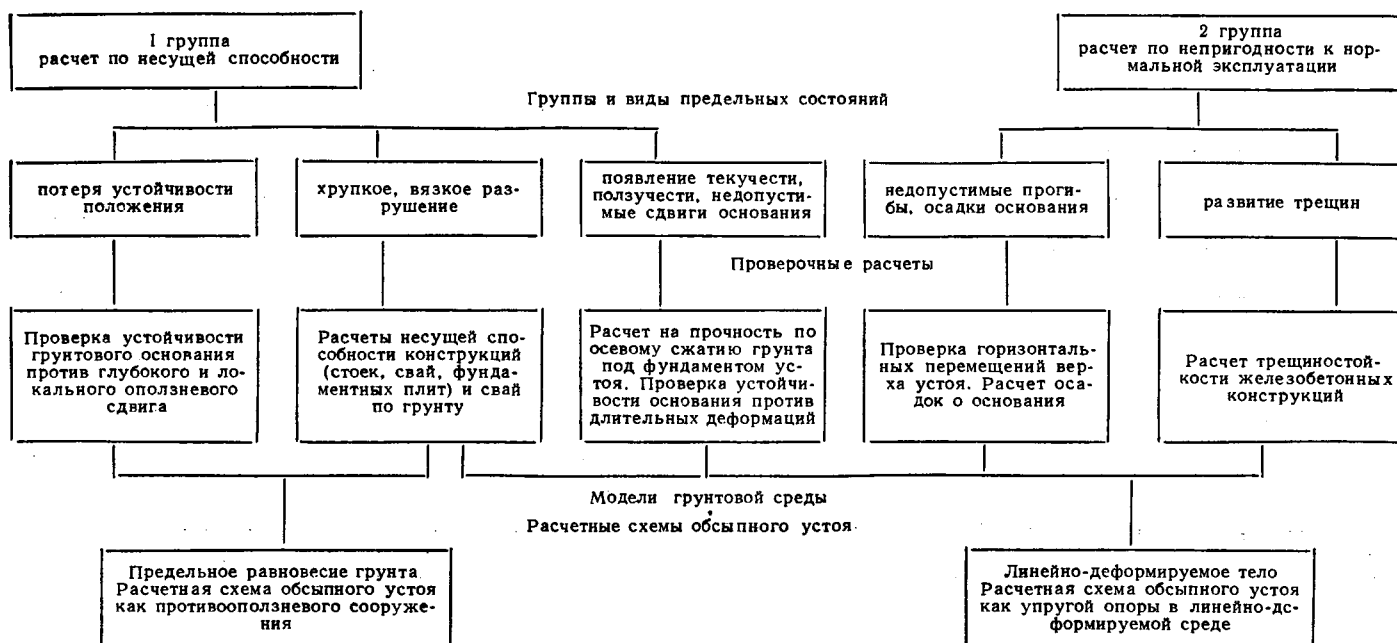 1 группа
расчет по несущей способности
2 группа
расчет по непригодности к нор-
мальной эксплуатации
Группы и виды предельных состояний
потеря устойчивости
положения
хрупкое, вязкое раз-
рушение
появление текучести,
ползучести, недопусти-
мые сдвиги основания
недопустимые проги-
бы, осадки основания
развитие трещин
Проверочные расчеты
Проверка устойчивости
грунтового основания
против глубокого и ло-
кального оползневого
сдвига
Расчеты несущей спо-
собности конструкций
(стоек, свай, фунда-
ментных плит) и свай
по грунту
Расчет на прочность по
осевому сжатию грунта
под фундаментом ус-
тоя. Проверка устойчи-
вости основания против
длительных деформаций
Проверка горизонталь-
ных перемещений вер-
ха устоя. Расчет оса-
док о основания
Расчет трещиностой-
кости железобетонных
конструкций
Модели грунтовой среды
Расчетные схемы обсыпного устоя
Предельное равновесие грунта
Расчетная схема обсыпного устоя
как противооползневого сооруже-
ния
Линейно-деформируемое тело
Расчетная схема обсыпного устоя
как упругой опоры в линейно-дс-
формируемой среде